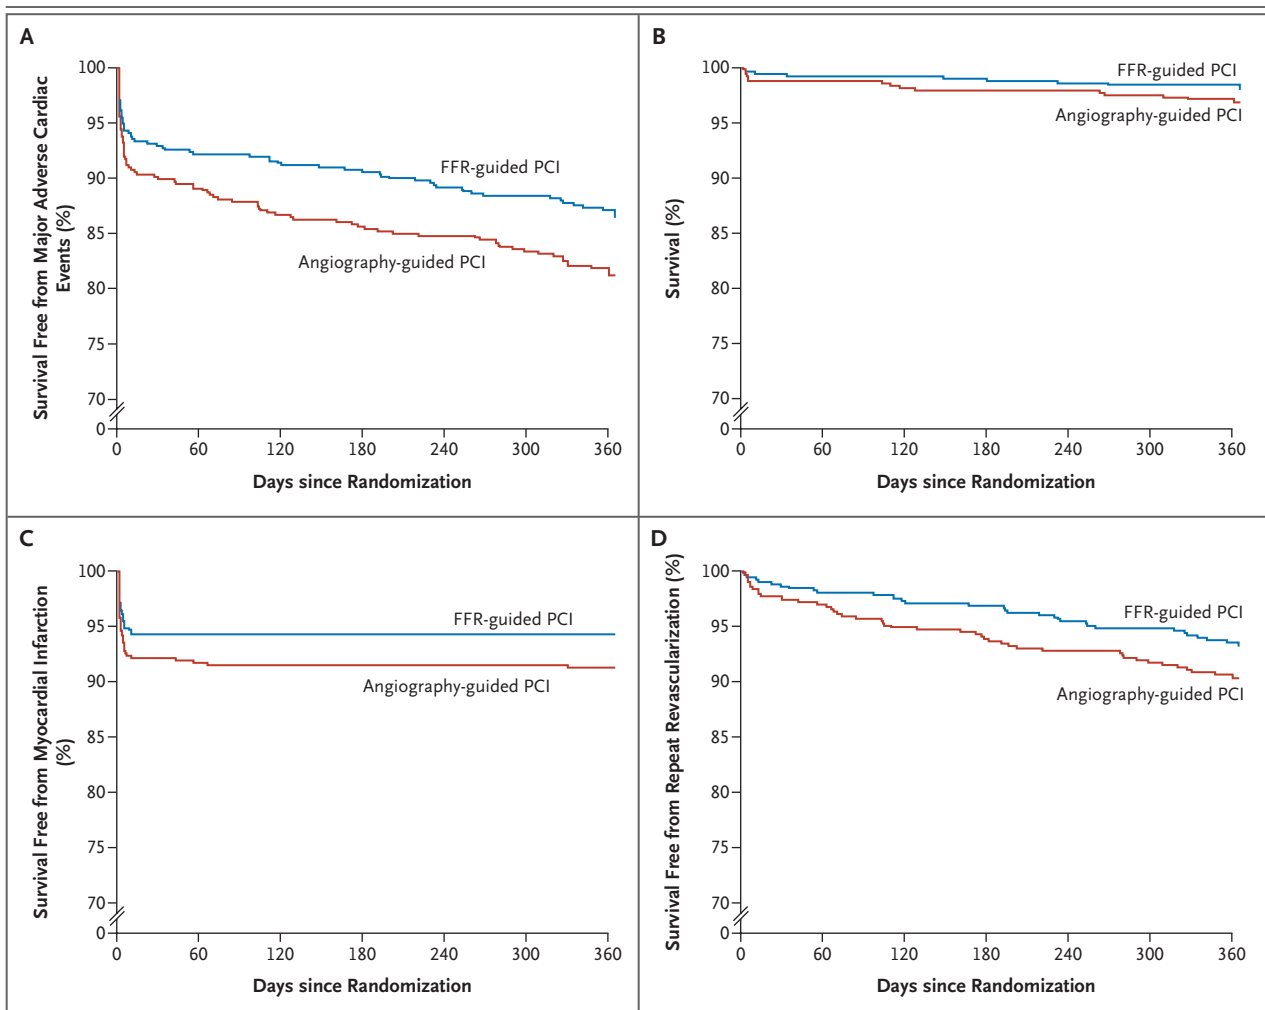 A
Survival Free from Major Adverse Cardiac
Events (%)
100
95
90
85
80
75
70
0
FFR-guided PCI
Angiography-guided PCI
0 60 120 180 240 300 360
Days since Randomization
B
Survival (%)
100
95
90
85
80
75
70
0
FFR-guided PCI
Angiography-guided PCI
0 60 120 180 240 300 360
Days since Randomization
C
Survival Free from Myocardial Infarction
(%)
100
95
90
85
80
75
70
0
FFR-guided PCI
Angiography-guided PCI
0 60 120 180 240 300 360
Days since Randomization
D
Survival Free from Repeat Revascularization (%)
100
95
90
85
80
75
70
0
FFR-guided PCI
Angiography-guided PCI
0 60 120 180 240 300 360
Days since Randomization